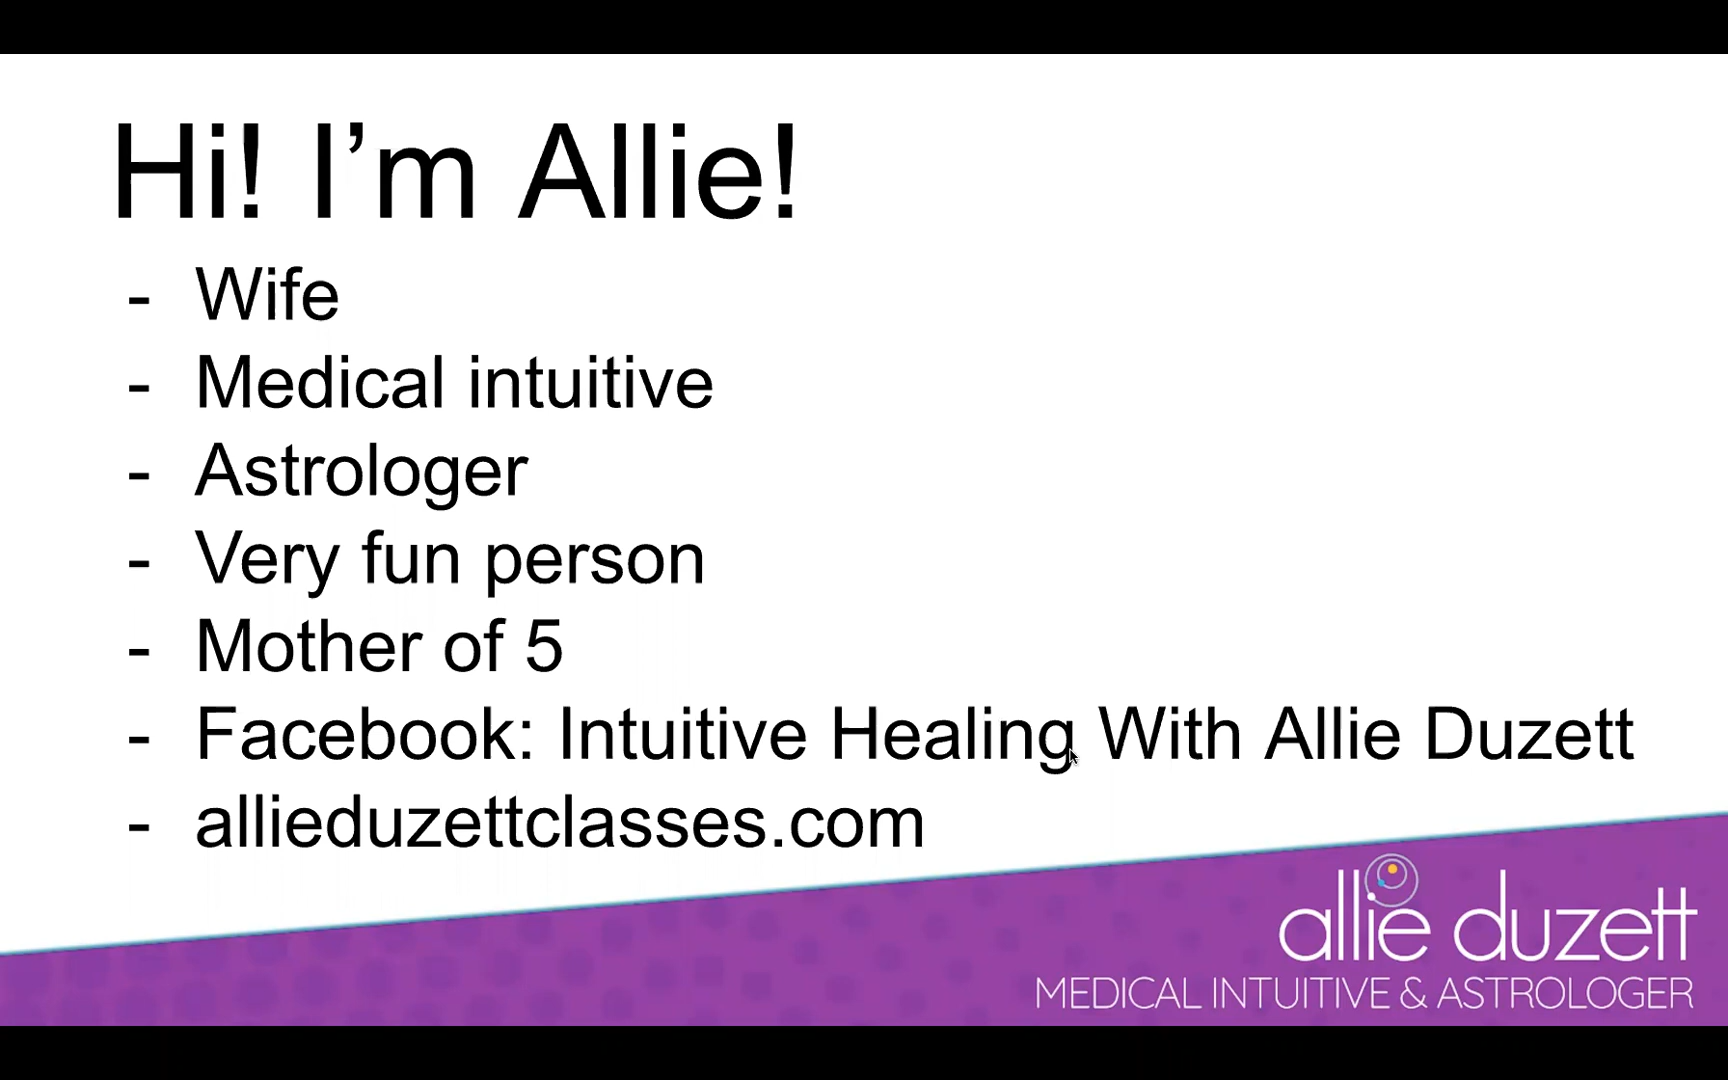 Hi! I’m Allie!
- Wife
- Medical intuitive
- Astrologer
- Very fun person
- Mother of 5
- Facebook: Intuitive Healing With Allie Duzett
- allieduzettclasses.com
allie duzett
MEDICAL INTUITIVE & ASTROLOGER